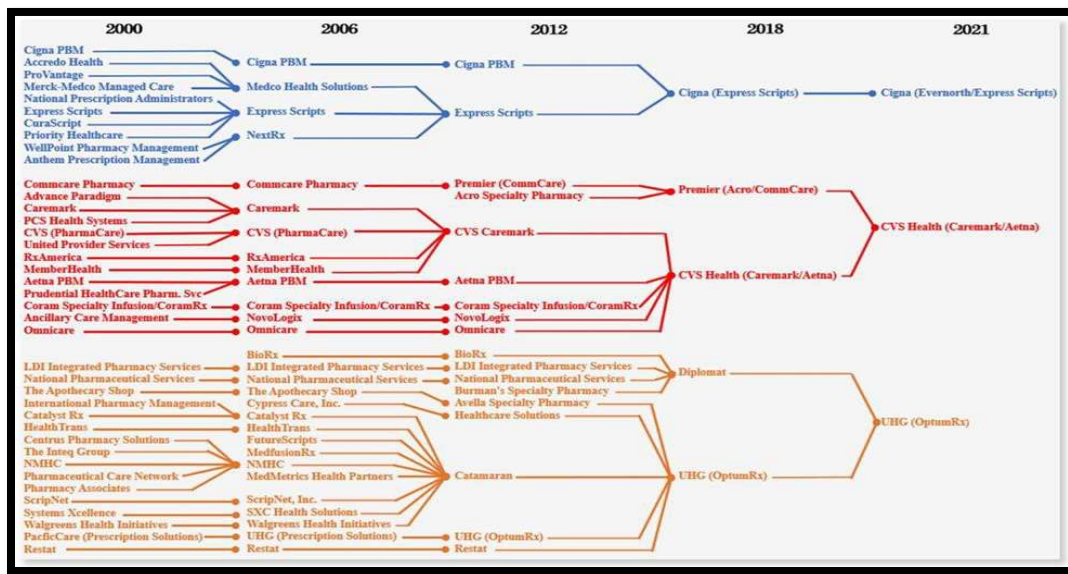 2000 2006 2012 2018 2021
Cigna PBM
Accredo Health Cigna PBM Cigna PBM
ProVantage
Merck-Medco Managed Care Medco Health Solutions Cigna (Express Scripts) Cigna (Evernorth/Express Scripts)
National Prescription Administrators
Express Scripts Express Scripts Express Scripts
CuraScript
Priority Healthcare NextRx
WellPoint Pharmacy Management
Anthem Prescription Management
Commcare Pharmacy Commcare Pharmacy Premier (CommCare) Premier (Acro/CommCare)
Advance Paradigm Acro Specialty Pharmacy
Caremark Caremark
PCS Health Systems
CVS (PharmaCare) CVS (PharmaCare) CVS Caremark CVS Health (Caremark/Aetna)
United Provider Services
RxAmerica RxAmerica
MemberHealth MemberHealth CVS Health (Caremark/Aetna)
Aetna PBM Aetna PBM Aetna PBM
Prudential HealthCare Pharm. Svc
Coram Specialty Infusion/CoramRx Coram Specialty Infusion/CoramRx Coram Specialty Infusion/CoramRx
Ancillary Care Management NovoLogix NovoLogix
Omnicare Omnicare Omnicare
BioRx BioRx
LDI Integrated Pharmacy Services LDI Integrated Pharmacy Services LDI Integrated Pharmacy Services Diplomat
National Pharmaceutical Services National Pharmaceutical Services National Pharmaceutical Services
The Apothecary Shop The Apothecary Shop Burman's Specialty Pharmacy
International Pharmacy Management Cypress Care, Inc. Avella Specialty Pharmacy
Catalyst Rx Catalyst Rx Healthcare Solutions
HealthTrans HealthTrans UHG (OptumRx)
Centrus Pharmacy Solutions FutureScripts
The Inteq Group MedfusionRx
NMHC NMHC
Pharmaceutical Care Network MedMetrics Health Partners Catamaran UHG (OptumRx)
Pharmacy Associates
ScripNet ScripNet, Inc.
Systems Xcellence SXC Health Solutions
Walgreens Health Initiatives Walgreens Health Initiatives
PacficCare (Prescription Solutions) UHG (Prescription Solutions) UHG (OptumRx)
Restat Restat Restat